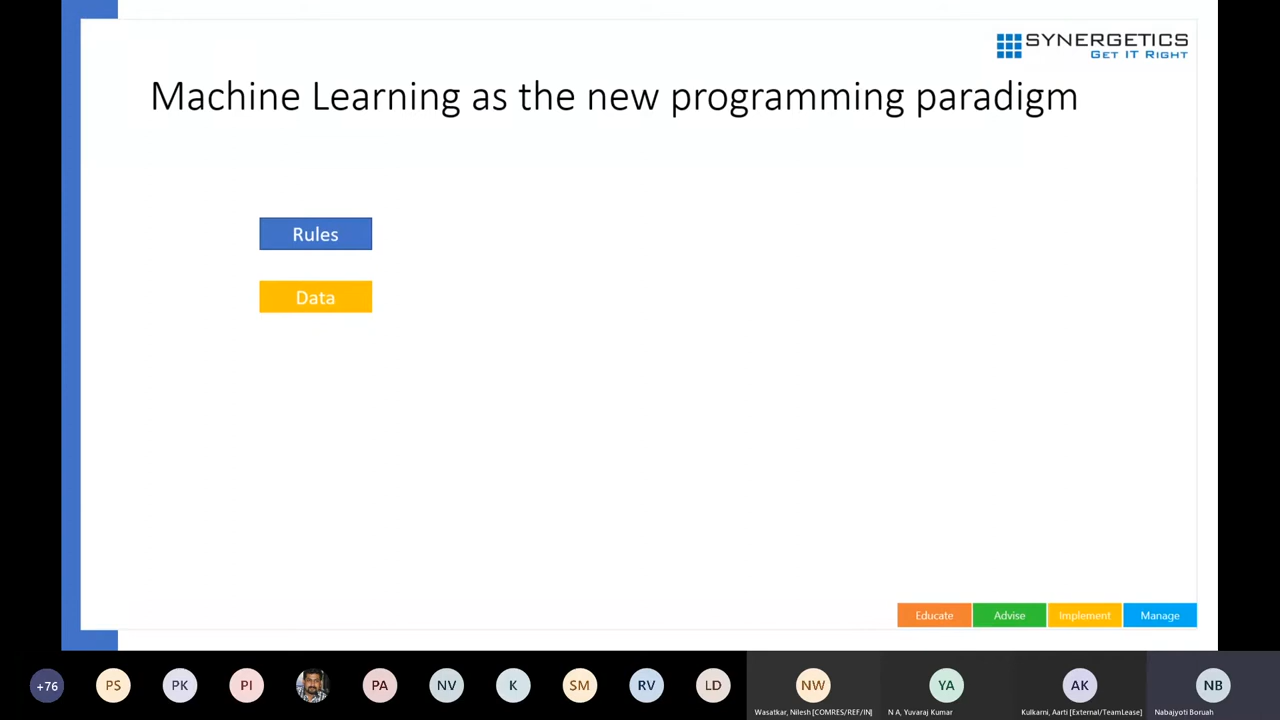 SYNERGETICS
GET IT RIGHT
Machine Learning as the new programming paradigm
Rules
Data
Educate Advise Implement Manage
+76 PS PK PI PA NV K SM RV LD NW YA AK NB
Wasatkar, Nilesh [COMRES/REF/IN] N A, Yuvaraj Kumar Kulkarni, Aarti [External/TeamLease] Nabajyoti Boruah